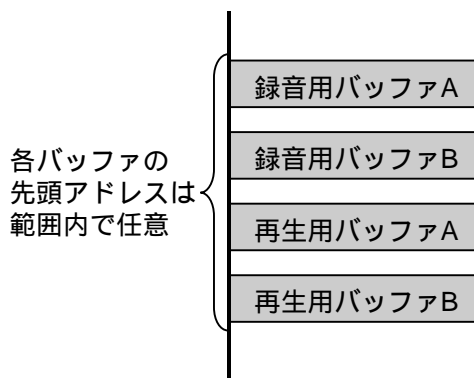 録音用バッファA
録音用バッファB
各バッファの
先頭アドレスは
範囲内で任意
再生用バッファA
再生用バッファB